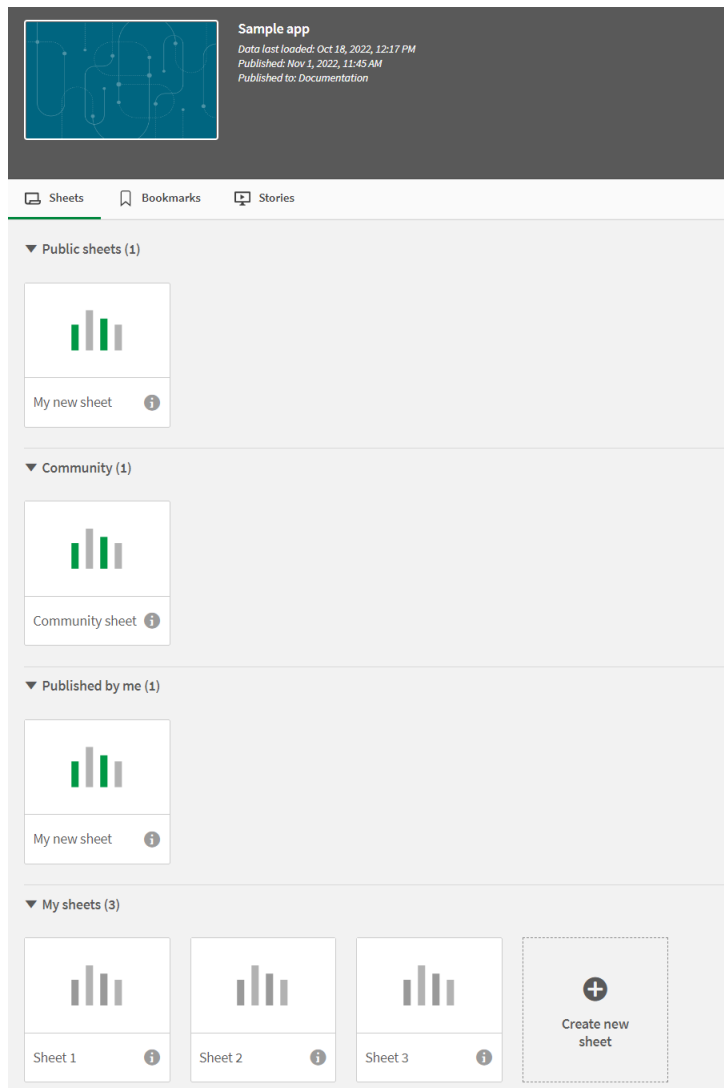 Sample app
Data last loaded: Oct 18, 2022, 12:17 PM
Published: Nov 1, 2022, 11:45 AM
Published to: Documentation
Sheets Bookmarks Stories
Public sheets (1)
My new sheet
Community (1)
Community sheet
Published by me (1)
My new sheet
My sheets (3)
Create new
sheet
Sheet 1 Sheet 2 Sheet 3